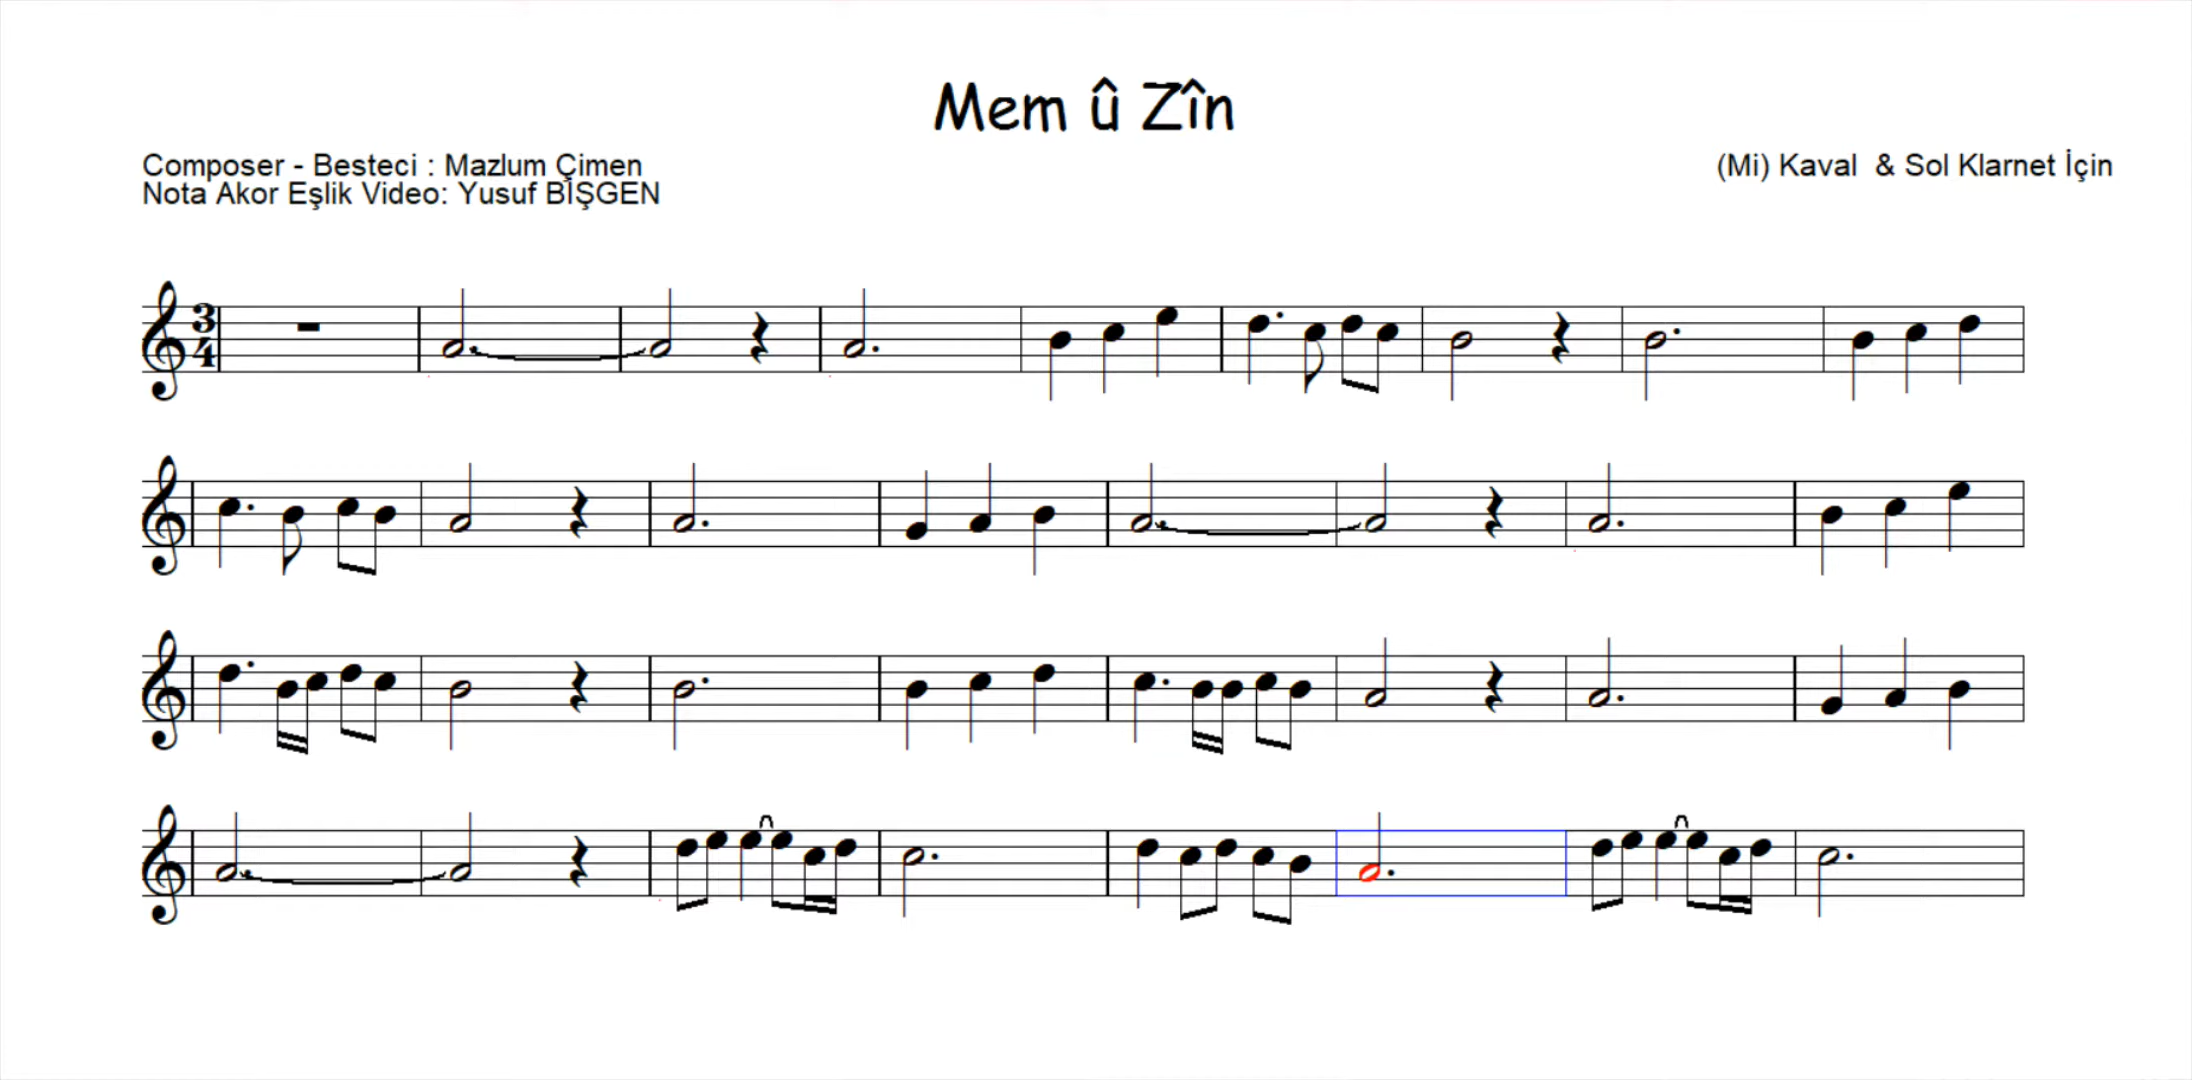 Mem û Zîn
Composer - Besteci : Mazlum Çimen
(Mi) Kaval & Sol Klarnet İçin
Nota Akor Eşlik Video: Yusuf BİŞGEN
3
4